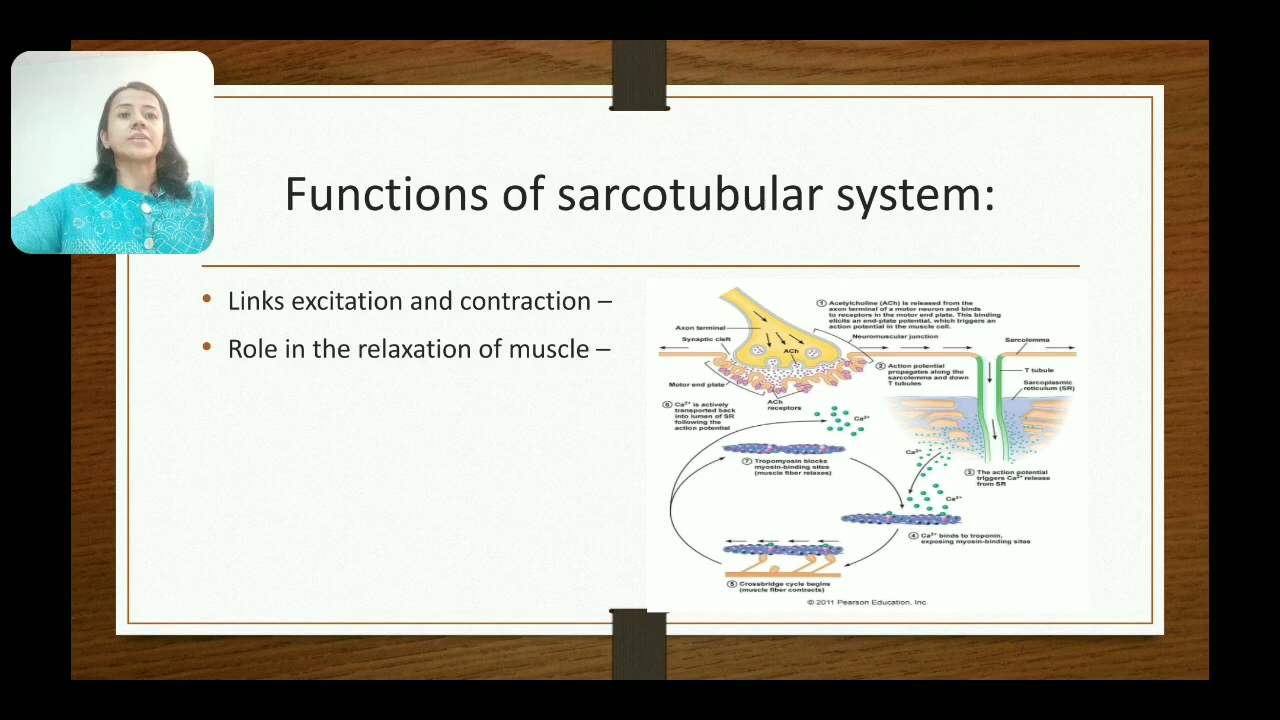 Functions of sarcotubular system:
• Links excitation and contraction –
• Role in the relaxation of muscle –
① Acetylcholine (ACh) is released from the
axon terminal of a motor neuron and binds
to receptors in the motor end plate. This binding
elicits an end-plate potential, which triggers an
action potential in the muscle cell.
Axon terminal
Synaptic cleft
ACh
Neuromuscular junction
Sarcolemma
② Action potential
propagates along the
sarcolemma and down
T tubules
T tubule
Sarcoplasmic
reticulum (SR)
Motor end plate
ACh
receptors
⑥ Ca²⁺ is actively
transported back
into lumen of SR
following the
action potential
Ca²⁺
Ca²⁺
⑦ Tropomyosin blocks
myosin-binding sites
(muscle fiber relaxes)
③ The action potential
triggers Ca²⁺ release
from SR
Ca²⁺
④ Ca²⁺ binds to troponin,
exposing myosin-binding sites
⑤ Crossbridge cycle begins
(muscle fiber contracts)
© 2011 Pearson Education, Inc.